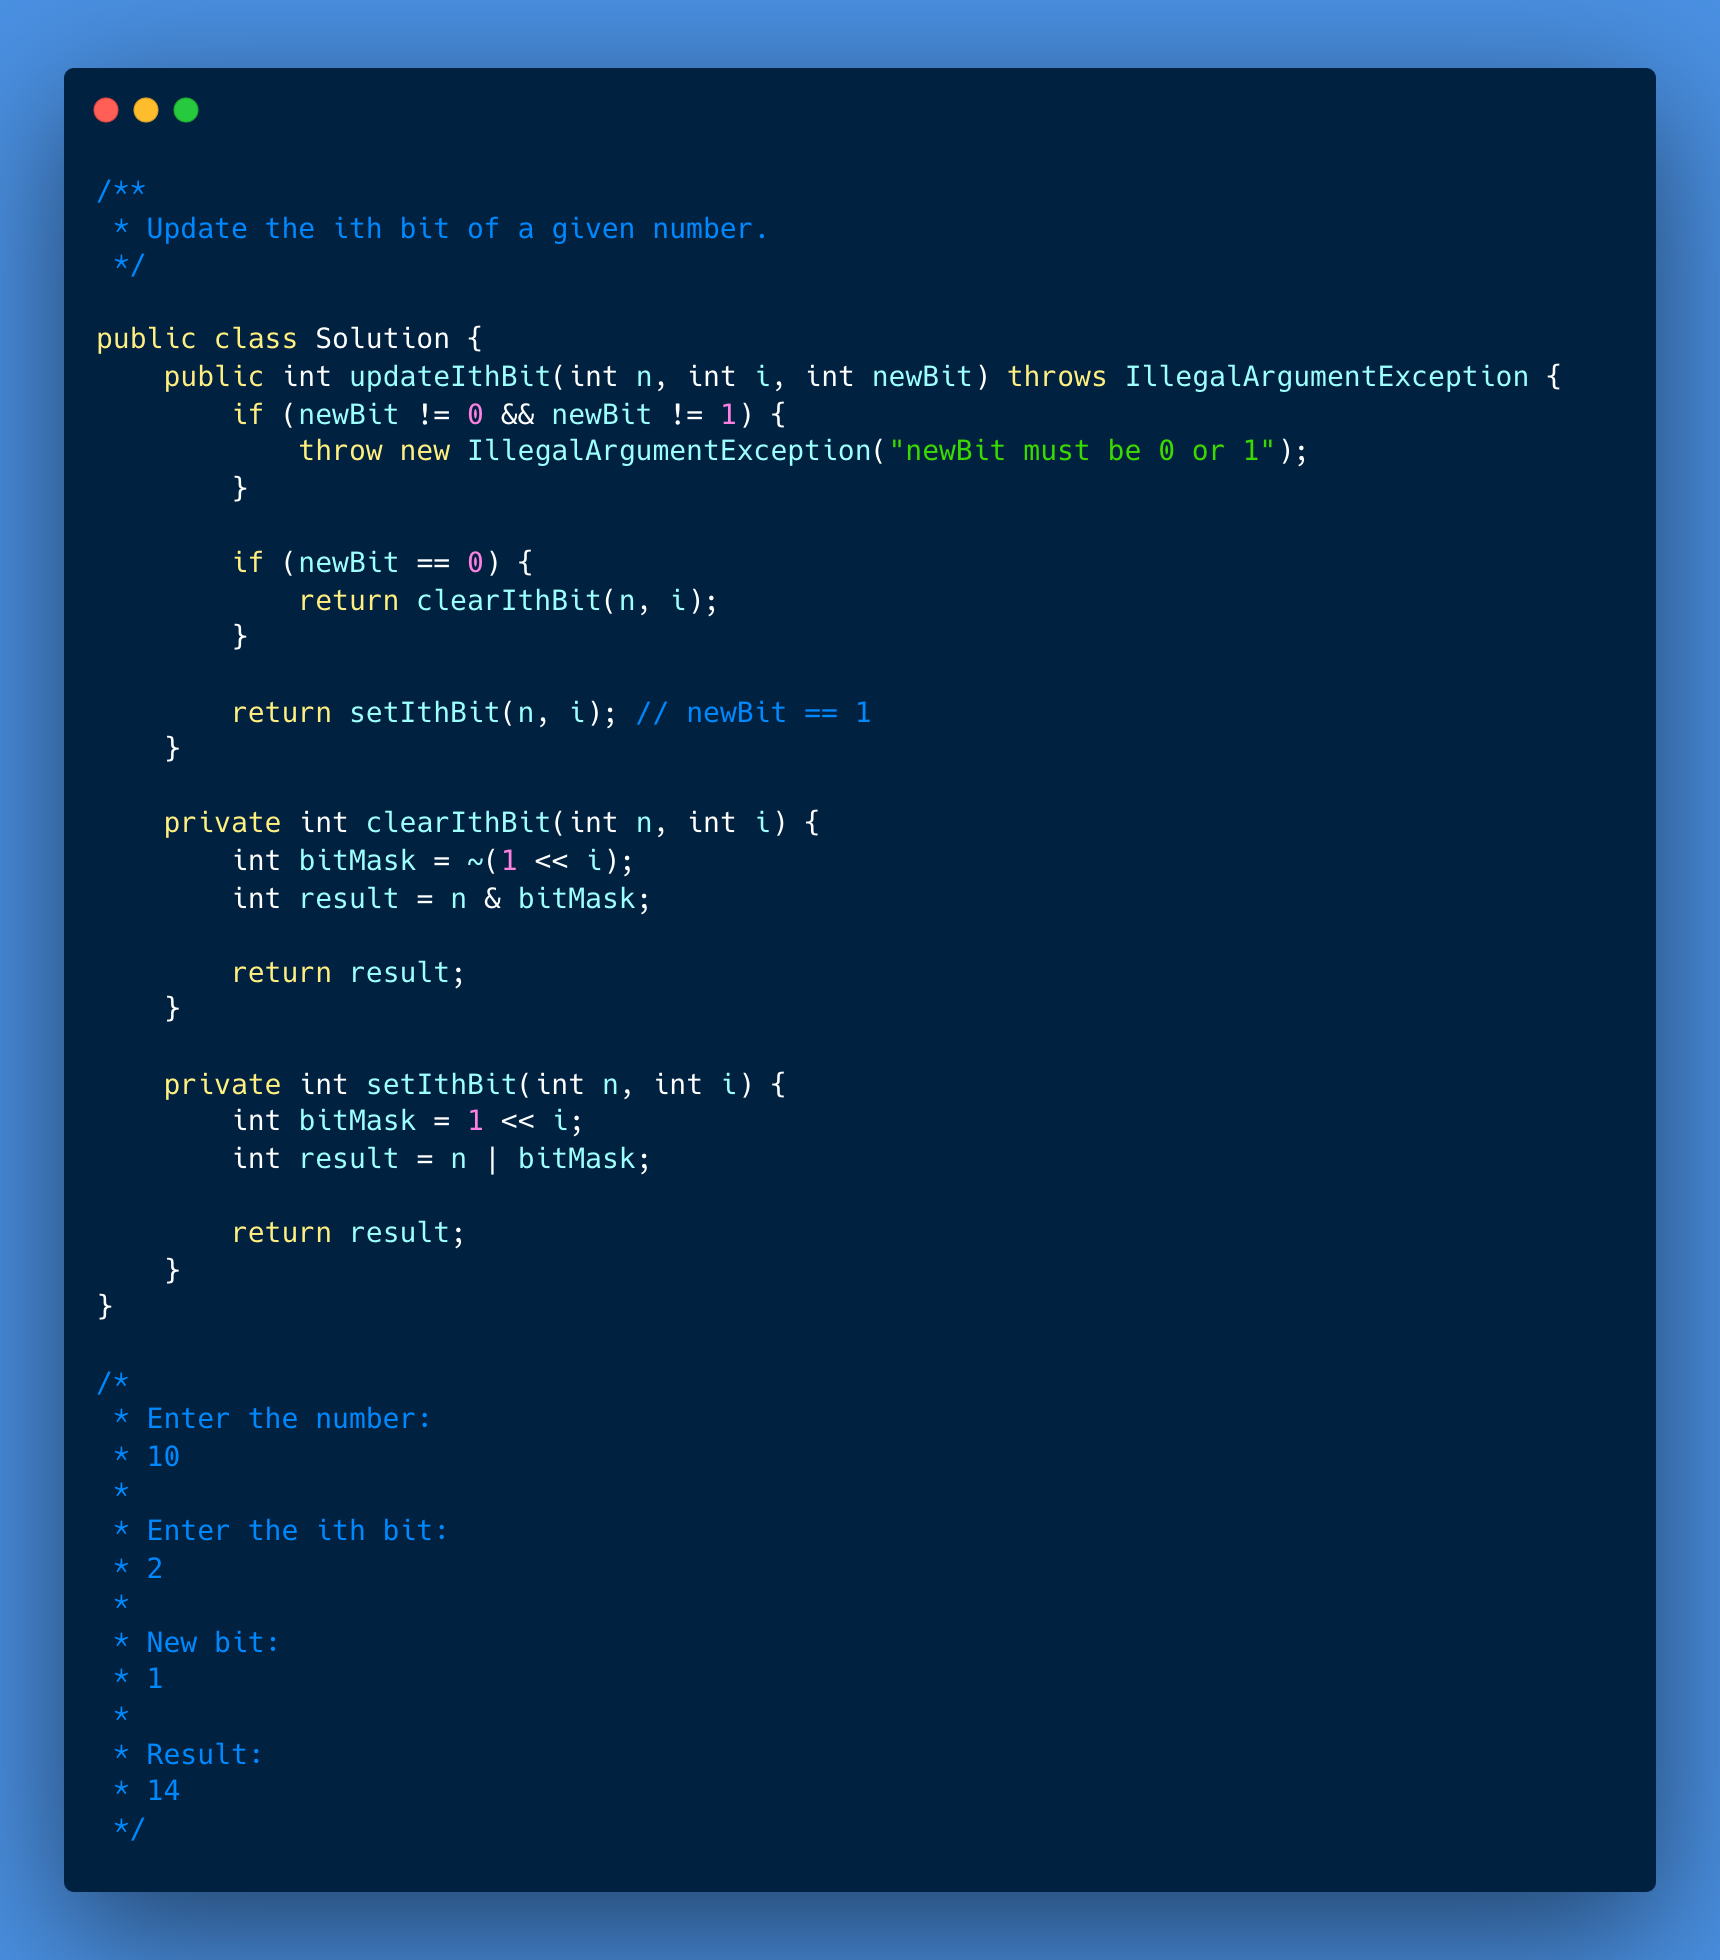 /**
 * Update the ith bit of a given number.
 */

public class Solution {
    public int updateIthBit(int n, int i, int newBit) throws IllegalArgumentException {
        if (newBit != 0 && newBit != 1) {
            throw new IllegalArgumentException("newBit must be 0 or 1");
        }

        if (newBit == 0) {
            return clearIthBit(n, i);
        }

        return setIthBit(n, i); // newBit == 1
    }

    private int clearIthBit(int n, int i) {
        int bitMask = ~(1 << i);
        int result = n & bitMask;

        return result;
    }

    private int setIthBit(int n, int i) {
        int bitMask = 1 << i;
        int result = n | bitMask;

        return result;
    }
}

/*
 * Enter the number:
 * 10
 *
 * Enter the ith bit:
 * 2
 *
 * New bit:
 * 1
 *
 * Result:
 * 14
 */